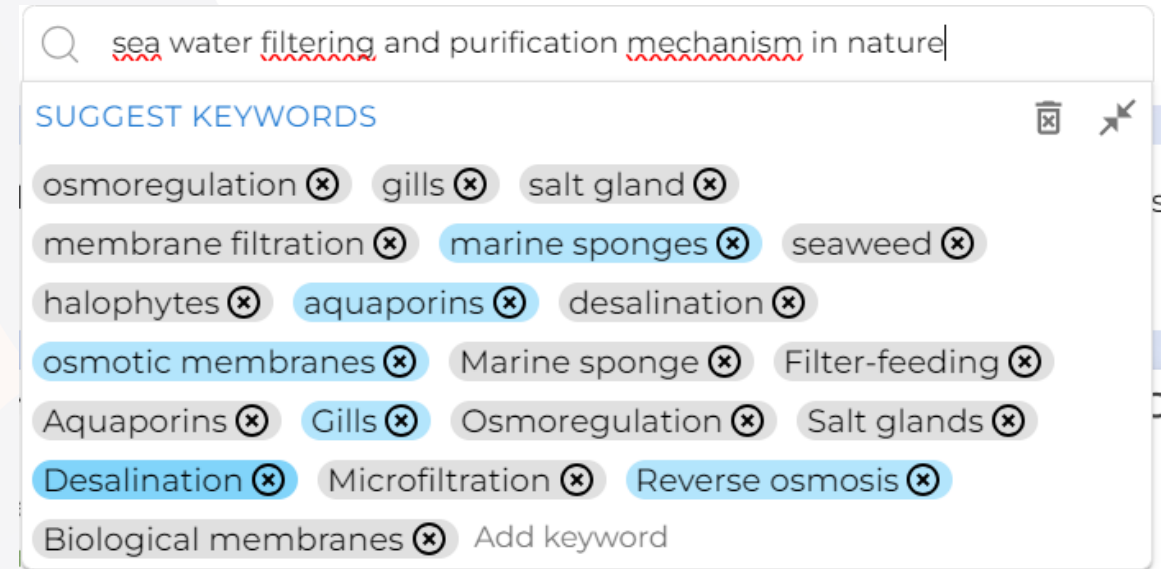 sea water filtering and purification mechanism in nature
SUGGEST KEYWORDS
osmoregulation gills salt gland
membrane filtration marine sponges seaweed
halophytes aquaporins desalination
osmotic membranes Marine sponge Filter-feeding
Aquaporins Gills Osmoregulation Salt glands
Desalination Microfiltration Reverse osmosis
Biological membranes Add keyword